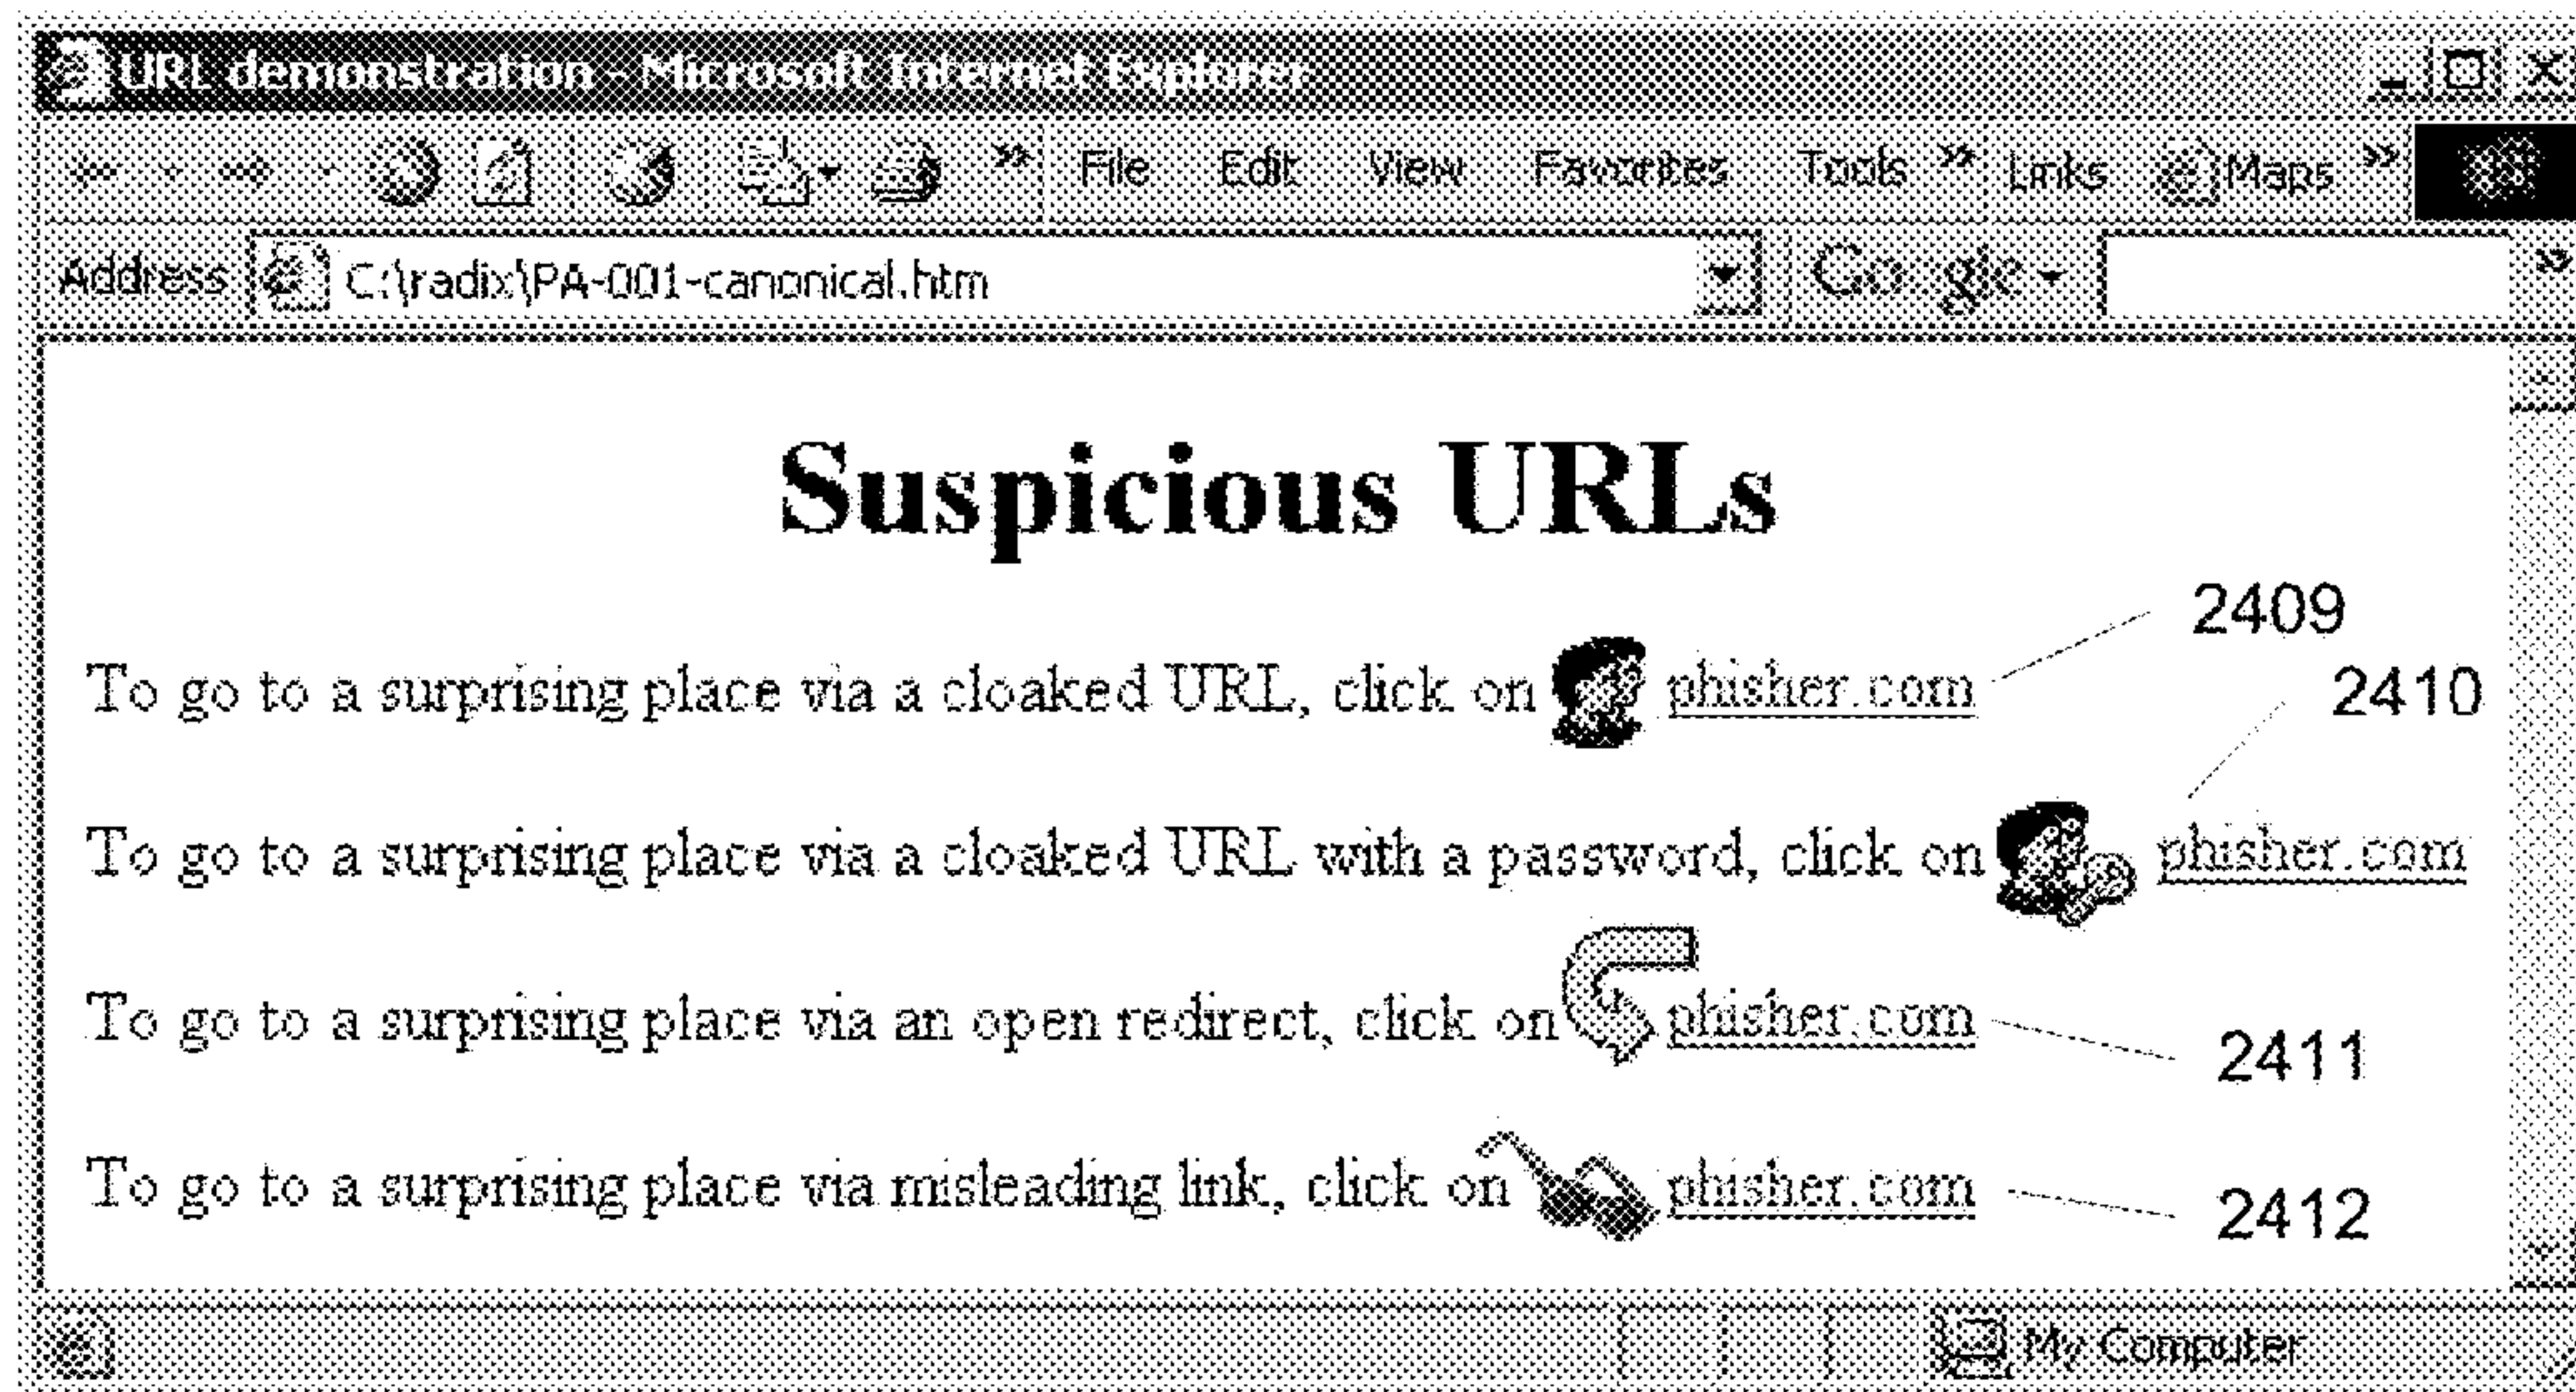 URL demonstration - Microsoft Internet Explorer
» File Edit View Favorites Tools » Links Maps »
Address C:\radix\PA-001-canonical.htm Google »
Suspicious URLs
2409
To go to a surprising place via a cloaked URL, click on phisher.com
2410
To go to a surprising place via a cloaked URL with a password, click on phisher.com
To go to a surprising place via an open redirect, click on phisher.com
2411
To go to a surprising place via misleading link, click on phisher.com
2412
My Computer